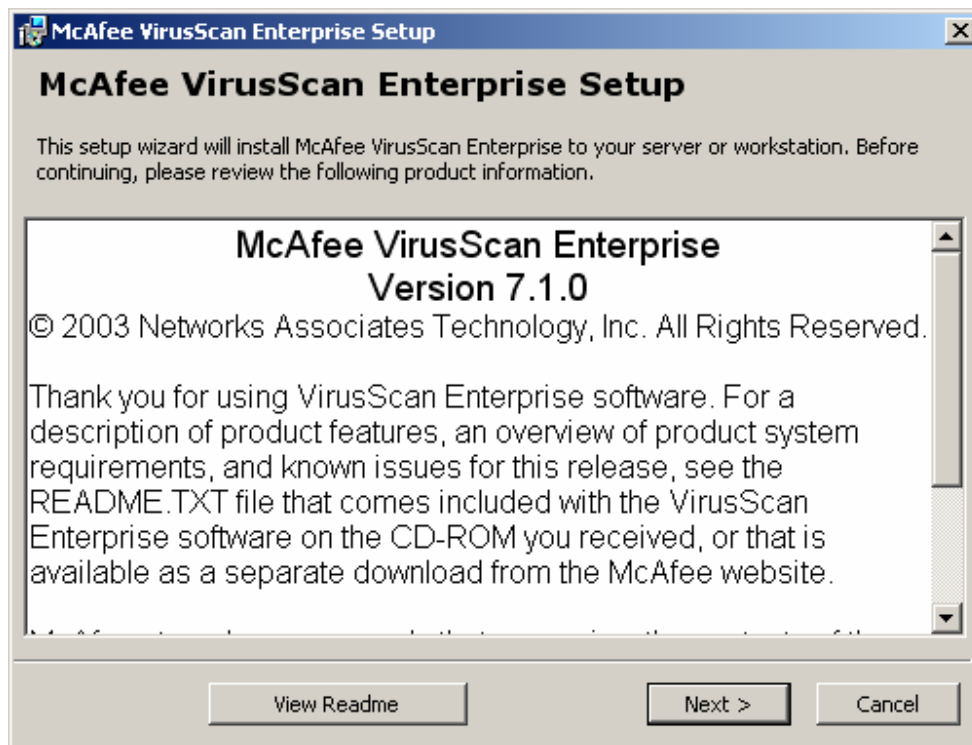 McAfee VirusScan Enterprise Setup
McAfee VirusScan Enterprise Setup
This setup wizard will install McAfee VirusScan Enterprise to your server or workstation. Before
continuing, please review the following product information.
McAfee VirusScan Enterprise
Version 7.1.0
© 2003 Networks Associates Technology, Inc. All Rights Reserved.
Thank you for using VirusScan Enterprise software. For a
description of product features, an overview of product system
requirements, and known issues for this release, see the
README.TXT file that comes included with the VirusScan
Enterprise software on the CD-ROM you received, or that is
available as a separate download from the McAfee website.
View Readme
Next >
Cancel